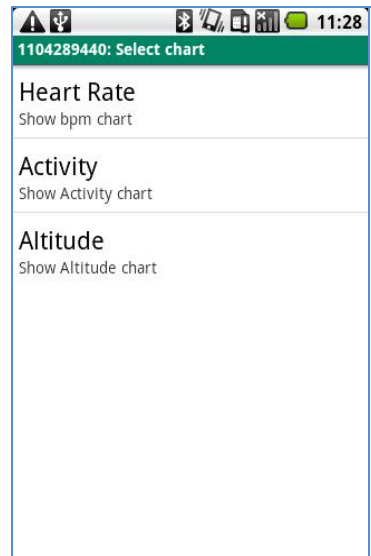 11:28
1104289440: Select chart
Heart Rate
Show bpm chart
Activity
Show Activity chart
Altitude
Show Altitude chart